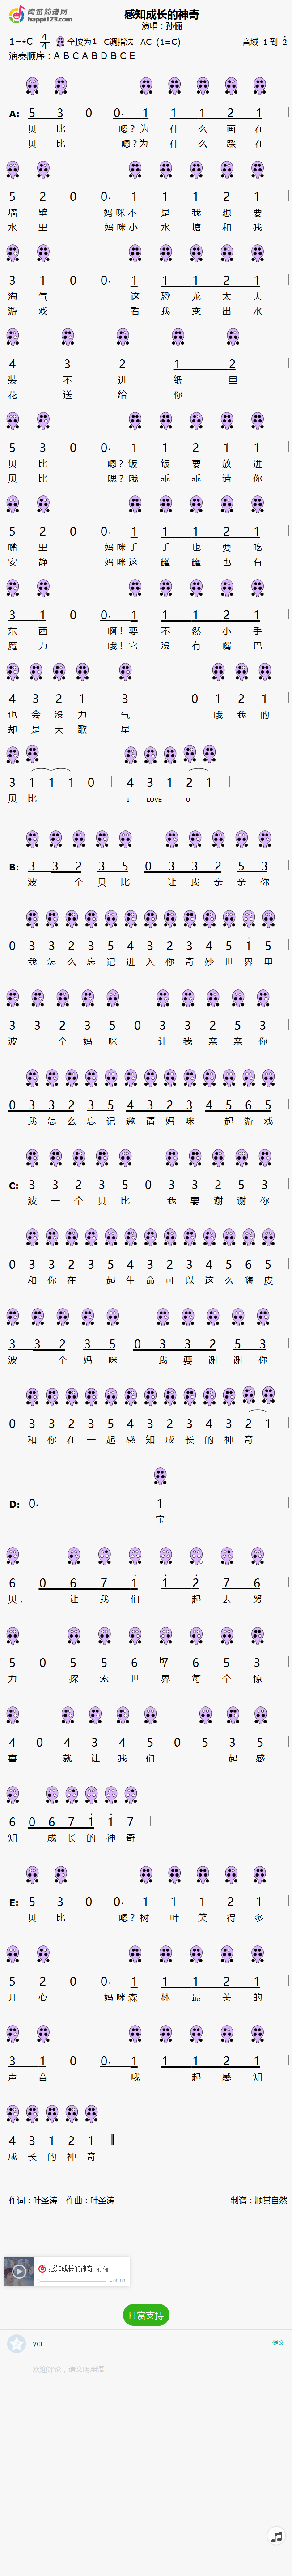 陶笛简谱网
happi123.com
感知成长的神奇
演唱：孙俪
1=♯C 4/4 全按为1 C调指法 AC（1=C）
音域 1 到 2̇
演奏顺序：A B C A B D B C E
A: 5 3 0 0· 1 1 1 2 1
贝 比 嗯？为 什 么 画 在
贝 比 嗯？为 什 么 踩 在
5 2 0 0· 1 1 1 2 1
墙 壁 妈 咪 不 是 我 想 要
水 里 妈 咪 小 水 塘 和 我
3 1 0 0· 1 1 1 2 1
淘 气 这 恐 龙 太 大
游 戏 看 我 变 出 水
4 3 2 1 2
装 不 进 纸 里
花 送 给 你
5 3 0 0· 1 1 2 1 1
贝 比 嗯？饭 饭 要 放 进
贝 比 嗯？哦 乖 乖 请 你
5 2 0 0· 1 1 1 2 1
嘴 里 妈 咪 手 手 也 要 吃
安 静 妈 咪 这 罐 罐 也 有
3 1 0 0· 1 1 1 2 1
东 西 啊！要 不 然 小 手
魔 力 哦！它 没 有 嘴 巴
4 3 2 1 | 3 － － 0 1 2 1
也 会 没 力 气 哦 我 的
却 是 大 歌 星
3 1 1 1 0 | 4 3 1 2 1 |
贝 比 I LOVE U
B: 3 3 2 3 5 0 3 3 2 5 3
波 一 个 贝 比 让 我 亲 亲 你
0 3 3 2 3 5 4 3 2 3 4 5 1̇ 5
我 怎 么 忘 记 进 入 你 奇 妙 世 界 里
3 3 2 3 5 0 3 3 2 5 3
波 一 个 妈 咪 让 我 亲 亲 你
0 3 3 2 3 5 4 3 2 3 4 5 6 5
我 怎 么 忘 记 邀 请 妈 咪 一 起 游 戏
C: 3 3 2 3 5 0 3 3 2 5 3
波 一 个 贝 比 我 要 谢 谢 你
0 3 3 2 3 5 4 3 2 3 4 5 6 5
和 你 在 一 起 生 命 可 以 这 么 嗨 皮
3 3 2 3 5 0 3 3 2 5 3
波 一 个 妈 咪 我 要 谢 谢 你
0 3 3 2 3 5 4 3 2 3 4 3 2 1
和 你 在 一 起 感 知 成 长 的 神 奇
D: 0· 1
宝
6 0 6 7 1̇ 1̇ 2̇ 7 6
贝， 让 我 们 一 起 去 努
5 0 5 5 6 ♭7 6 5 3
力 探 索 世 界 每 个 惊
4 0 4 3 4 5 0 5 3 5
喜 就 让 我 们 一 起 感
6 0 6 7 1̇ 1̇ 7 |
知 成 长 的 神 奇
E: 5 3 0 0· 1 1 1 2 1
贝 比 嗯？树 叶 笑 得 多
5 2 0 0· 1 1 1 2 1
开 心 妈 咪 森 林 最 美 的
3 1 0 0· 1 1 1 2 1
声 音 哦 一 起 感 知
4 3 1 2 1
成 长 的 神 奇
作词：叶圣涛 作曲：叶圣涛
制谱：顺其自然
感知成长的神奇 - 孙俪
- 00:00
打赏支持
ycl
提交
欢迎评论，请文明用语